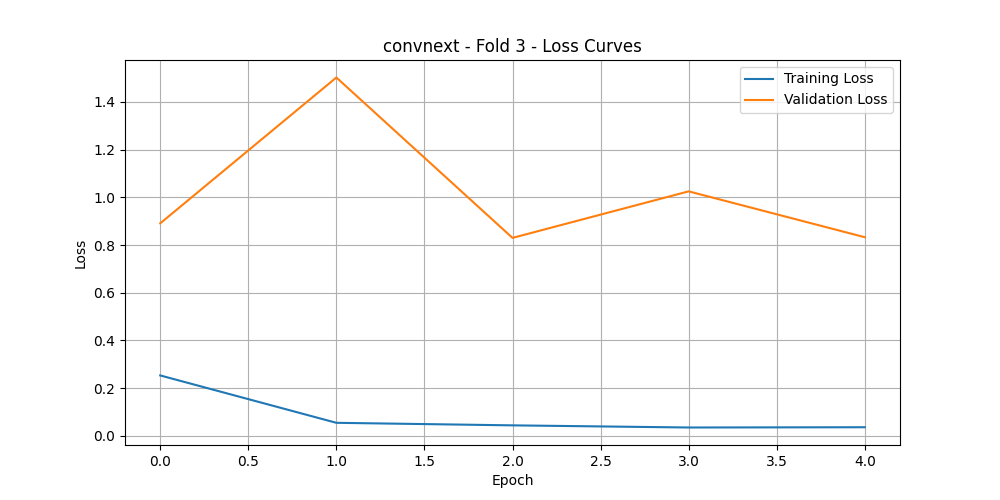 convnext - Fold 3 - Loss Curves
Training Loss
Validation Loss
Loss
1.4
1.2
1.0
0.8
0.6
0.4
0.2
0.0
0.0 0.5 1.0 1.5 2.0 2.5 3.0 3.5 4.0
Epoch